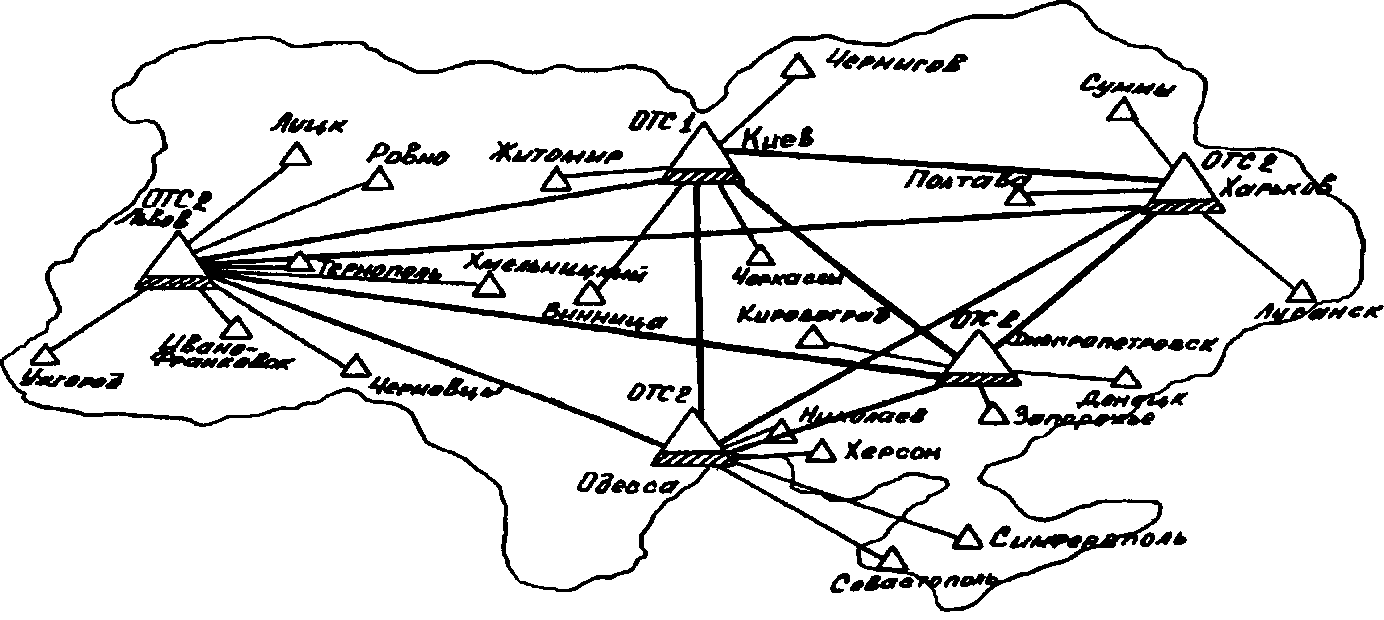 Чернигов
Суммы
Луцк
ОТС 1
Киев
Ровно
Житомир
ОТС 2
Харьков
Полтава
ОТС 2
Львов
Тернополь
Хмельницкий
Черкассы
Винница
Кировоград
ОТС 2
Днепропетровск
Луганск
Ивано-
Франковск
Ужгород
Черновцы
ОТС 2
Одесса
Николаев
Херсон
Донецк
Запорожье
Симферополь
Севастополь